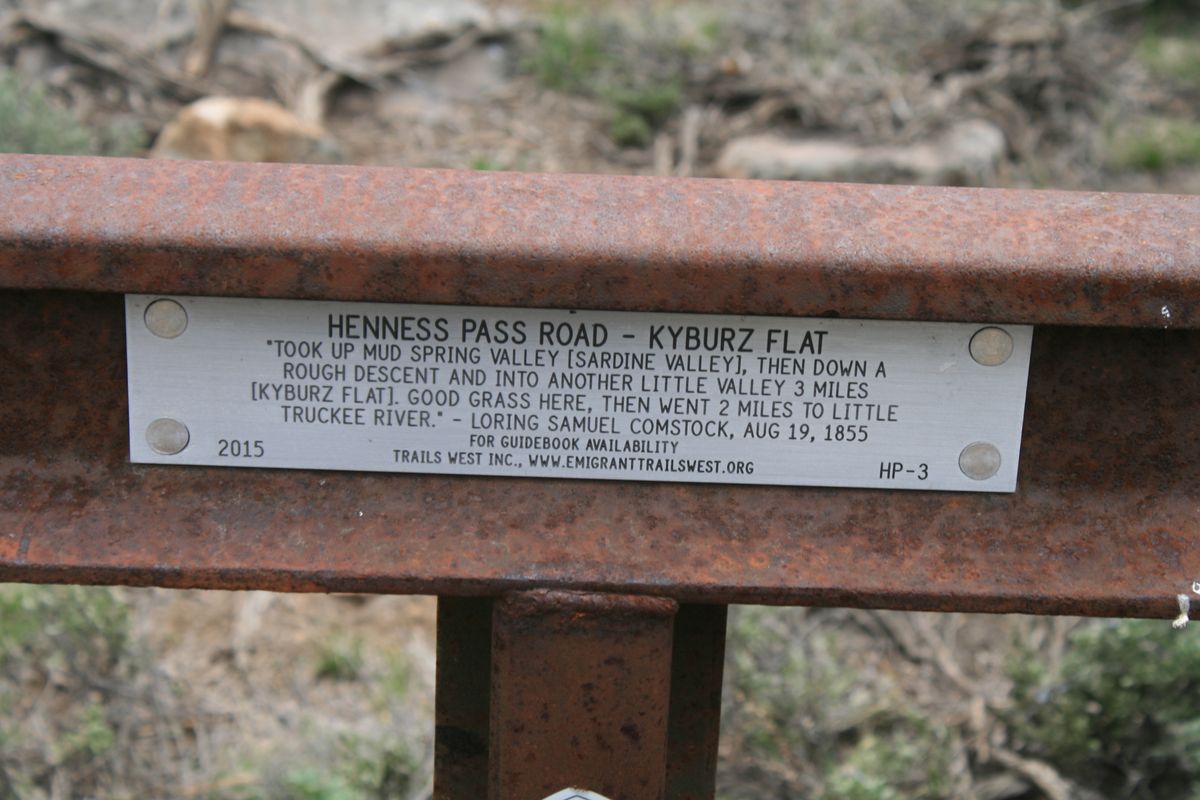 HENNESS PASS ROAD - KYBURZ FLAT
"TOOK UP MUD SPRING VALLEY [SARDINE VALLEY], THEN DOWN A
ROUGH DESCENT AND INTO ANOTHER LITTLE VALLEY 3 MILES
[KYBURZ FLAT]. GOOD GRASS HERE, THEN WENT 2 MILES TO LITTLE
TRUCKEE RIVER." - LORING SAMUEL COMSTOCK, AUG 19, 1855
FOR GUIDEBOOK AVAILABILITY
2015 TRAILS WEST INC., WWW.EMIGRANTTRAILSWEST.ORG HP-3